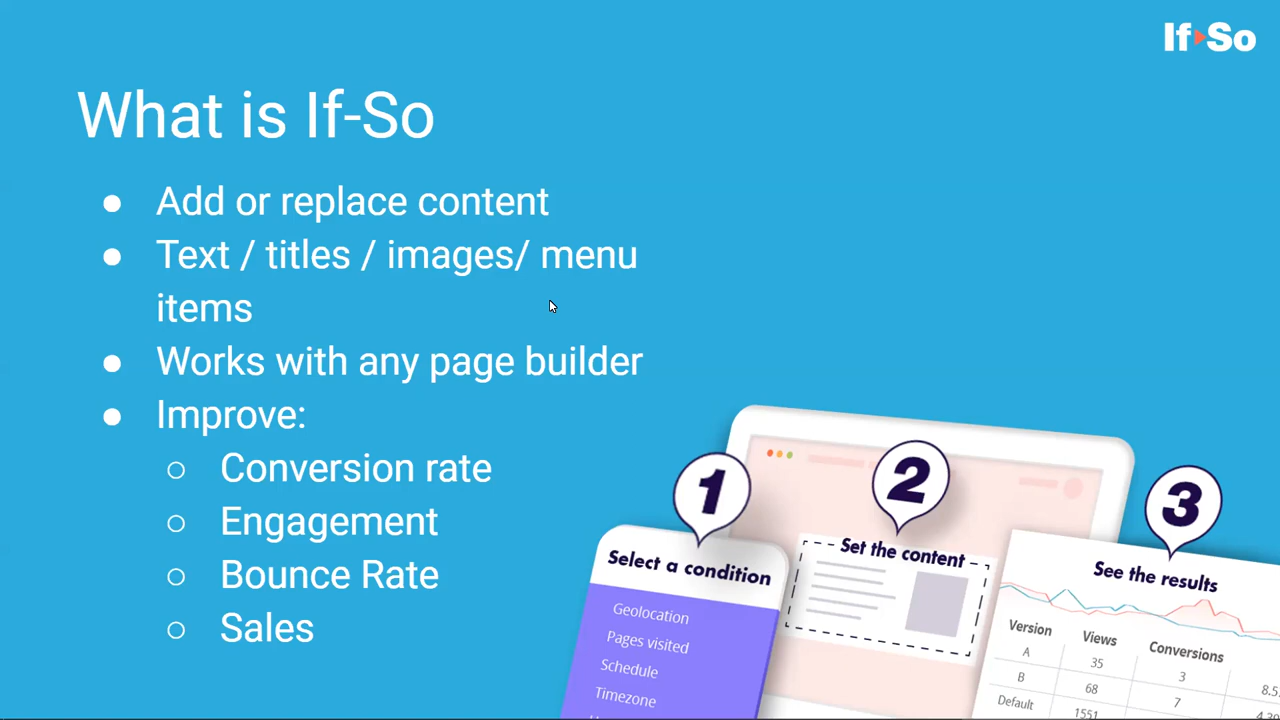 If▸So
What is If-So
● Add or replace content
● Text / titles / images/ menu
items
● Works with any page builder
● Improve:
○ Conversion rate
○ Engagement
○ Bounce Rate
○ Sales
1
Select a condition
Geolocation
Pages visited
Schedule
Timezone
2
Set the content
3
See the results
Version Views Conversions
A 35 3 8.5
B 68 7
Default 1551